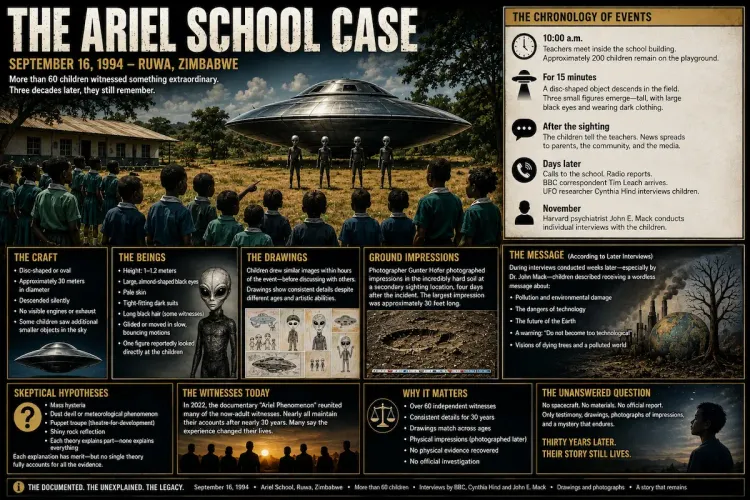 THE ARIEL SCHOOL CASE
SEPTEMBER 16, 1994 – RUWA, ZIMBABWE
More than 60 children witnessed something extraordinary.
Three decades later, they still remember.
THE CHRONOLOGY OF EVENTS
10:00 a.m.
Teachers meet inside the school building.
Approximately 200 children remain on the playground.
For 15 minutes
A disc-shaped object descends in the field.
Three small figures emerge—tall, with large
black eyes and wearing dark clothing.
After the sighting
The children tell the teachers. News spreads
to parents, the community, and the media.
Days later
Calls to the school. Radio reports.
BBC correspondent Tim Leach arrives.
UFO researcher Cynthia Hind interviews children.
November
Harvard psychiatrist John E. Mack conducts
individual interviews with the children.
THE CRAFT
• Disc-shaped or oval
• Approximately 30 meters
in diameter
• Descended silently
• No visible engines or exhaust
• Some children saw additional
smaller objects in the sky
THE BEINGS
• Height: 1–1.2 meters
• Large, almond-shaped black eyes
• Pale skin
• Tight-fitting dark suits
• Long black hair (some witnesses)
• Glided or moved in slow,
bouncing motions
• One figure reportedly looked
directly at the children
THE DRAWINGS
Children drew similar images within hours
of the event—before discussing with others.
Drawings show consistent details despite
different ages and artistic abilities.
GROUND IMPRESSIONS
Photographer Gunter Hofer photographed
impressions in the incredibly hard soil at
a secondary sighting location, four days
after the incident. The largest impression
was approximately 30 feet long.
THE MESSAGE (According to Later Interviews)
During interviews conducted weeks later—especially by
Dr. John Mack—children described receiving a wordless
message about:
• Pollution and environmental damage
• The dangers of technology
• The future of the Earth
• A warning: "Do not become too technological"
• Visions of dying trees and a polluted world
SKEPTICAL HYPOTHESES
• Mass hysteria
• Dust devil or meteorological phenomenon
• Puppet troupe (theatre-for-development)
• Shiny rock reflection
• Each theory explains part—none explains
everything
Each explanation has merit—but no single theory
fully accounts for all the evidence.
THE WITNESSES TODAY
In 2022, the documentary "Ariel Phenomenon" reunited
many of the now-adult witnesses. Nearly all maintain
their accounts after nearly 30 years. Many say
the experience changed their lives.
WHY IT MATTERS
• Over 60 independent witnesses
• Consistent details for 30 years
• Drawings match across ages
• Physical impressions (photographed later)
• No physical evidence recovered
• No official investigation
THE UNANSWERED QUESTION
No spacecraft. No materials. No official report.
Only testimony, drawings, photographs of impressions,
and a mystery that endures.
THIRTY YEARS LATER.
THEIR STORY STILL LIVES.
THE DOCUMENTED. THE UNEXPLAINED. THE LEGACY. September 16, 1994 • Ariel School, Ruwa, Zimbabwe • More than 60 children • Interviews by BBC, Cynthia Hind and John E. Mack • Drawings and photographs • A story that remains